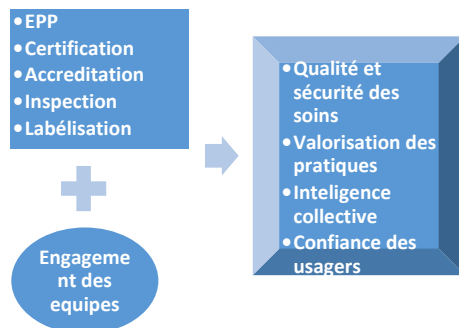 •EPP
•Certification
•Accreditation
•Inspection
•Labélisation
Engageme
nt des
equipes
•Qualité et
sécurité des
soins
•Valorisation des
pratiques
•Inteligence
collective
•Confiance des
usagers